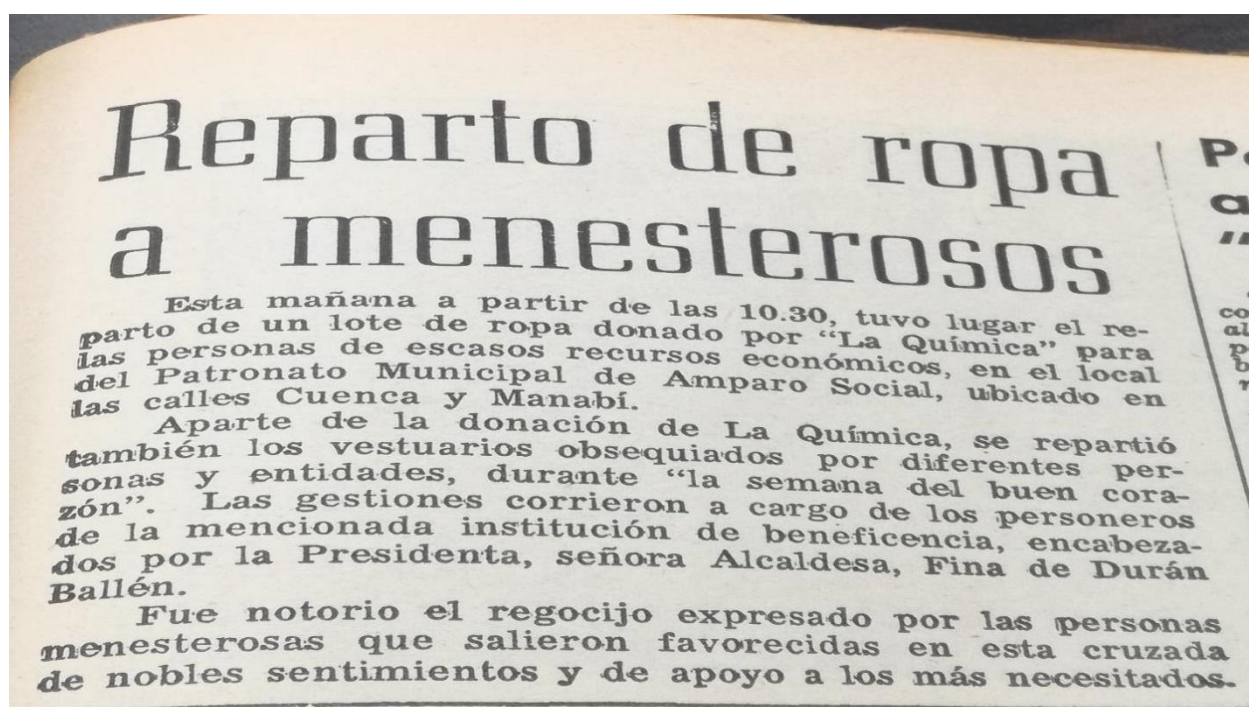 Reparto de ropa
a menesterosos
Esta mañana a partir de las 10.30, tuvo lugar el re-
parto de un lote de ropa donado por “La Química” para
las personas de escasos recursos económicos, en el local
del Patronato Municipal de Amparo Social, ubicado en
las calles Cuenca y Manabí.
Aparte de la donación de La Química, se repartió
también los vestuarios obsequiados por diferentes per-
sonas y entidades, durante “la semana del buen cora-
zón”. Las gestiones corrieron a cargo de los personeros
de la mencionada institución de beneficencia, encabeza-
dos por la Presidenta, señora Alcaldesa, Fina de Durán
Ballén.
Fue notorio el regocijo expresado por las personas
menesterosas que salieron favorecidas en esta cruzada
de nobles sentimientos y de apoyo a los más necesitados.